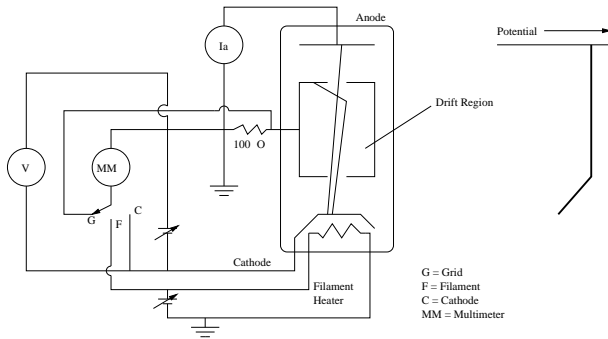 Anode
Potential
Ia
Drift Region
100 O
V
MM
G
F
C
Cathode
Filament
Heater
G = Grid
F = Filament
C = Cathode
MM = Multimeter